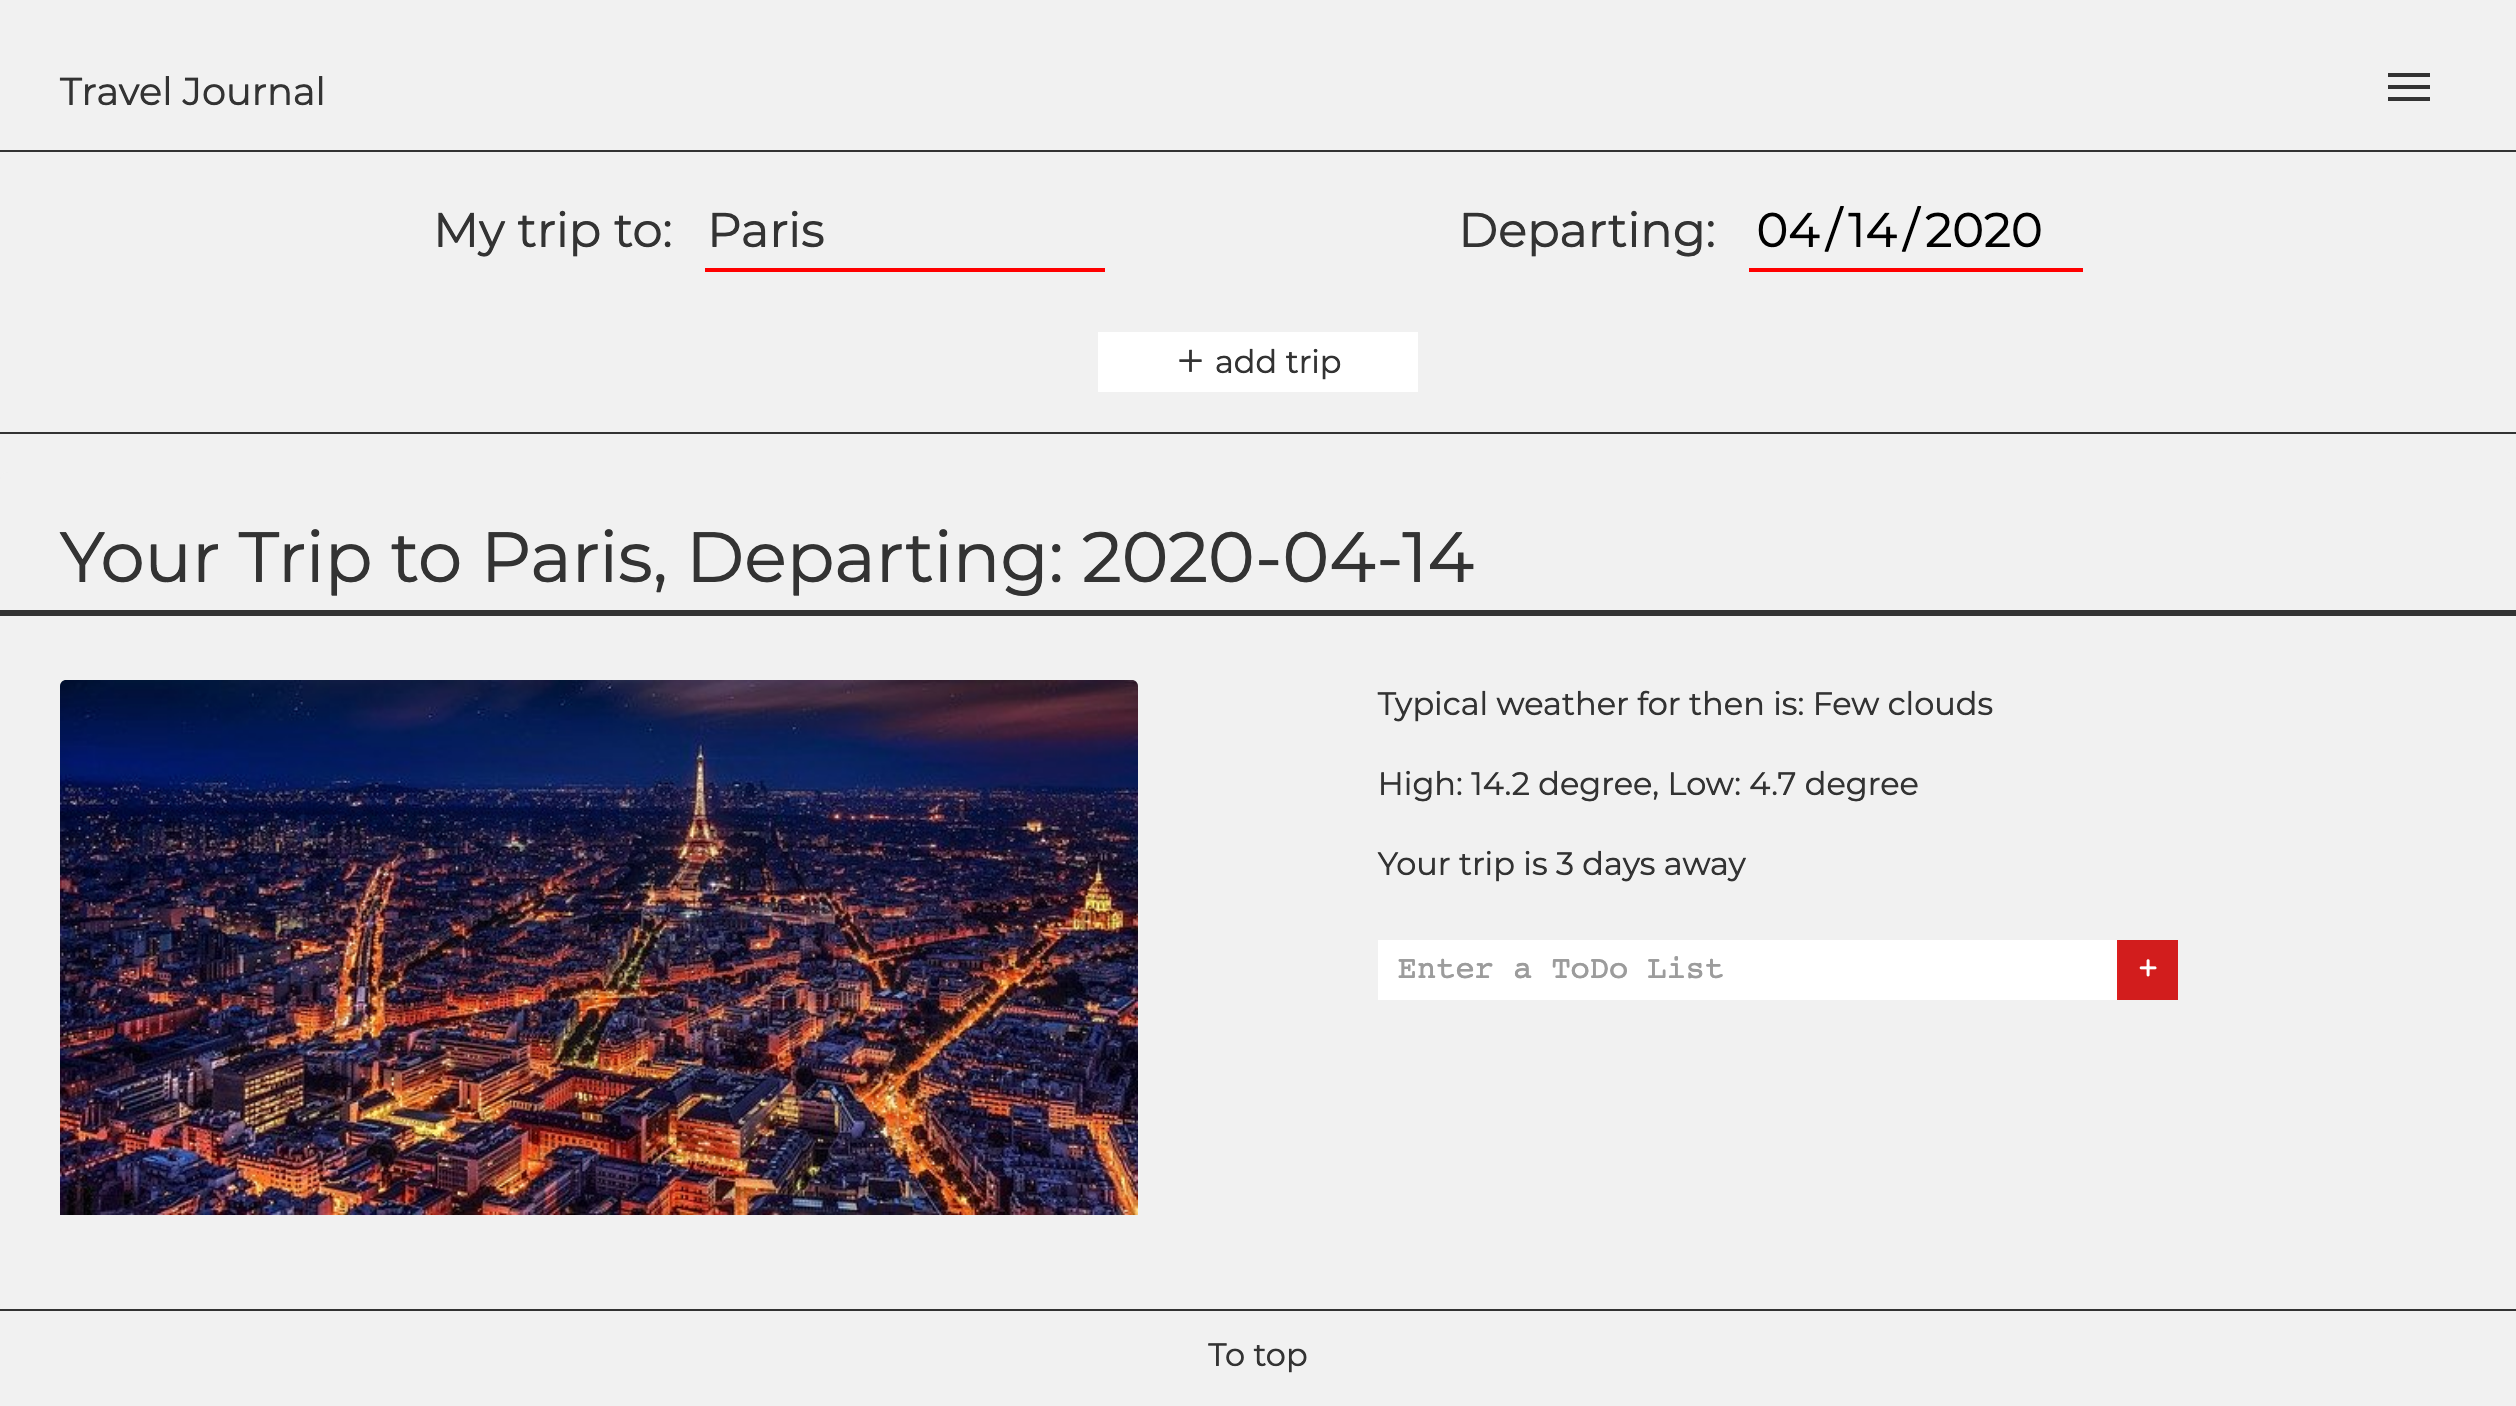 Travel Journal
My trip to: Paris
Departing: 04/14/2020
+ add trip
Your Trip to Paris, Departing: 2020-04-14
Typical weather for then is: Few clouds
High: 14.2 degree, Low: 4.7 degree
Your trip is 3 days away
Enter a ToDo List
+
To top